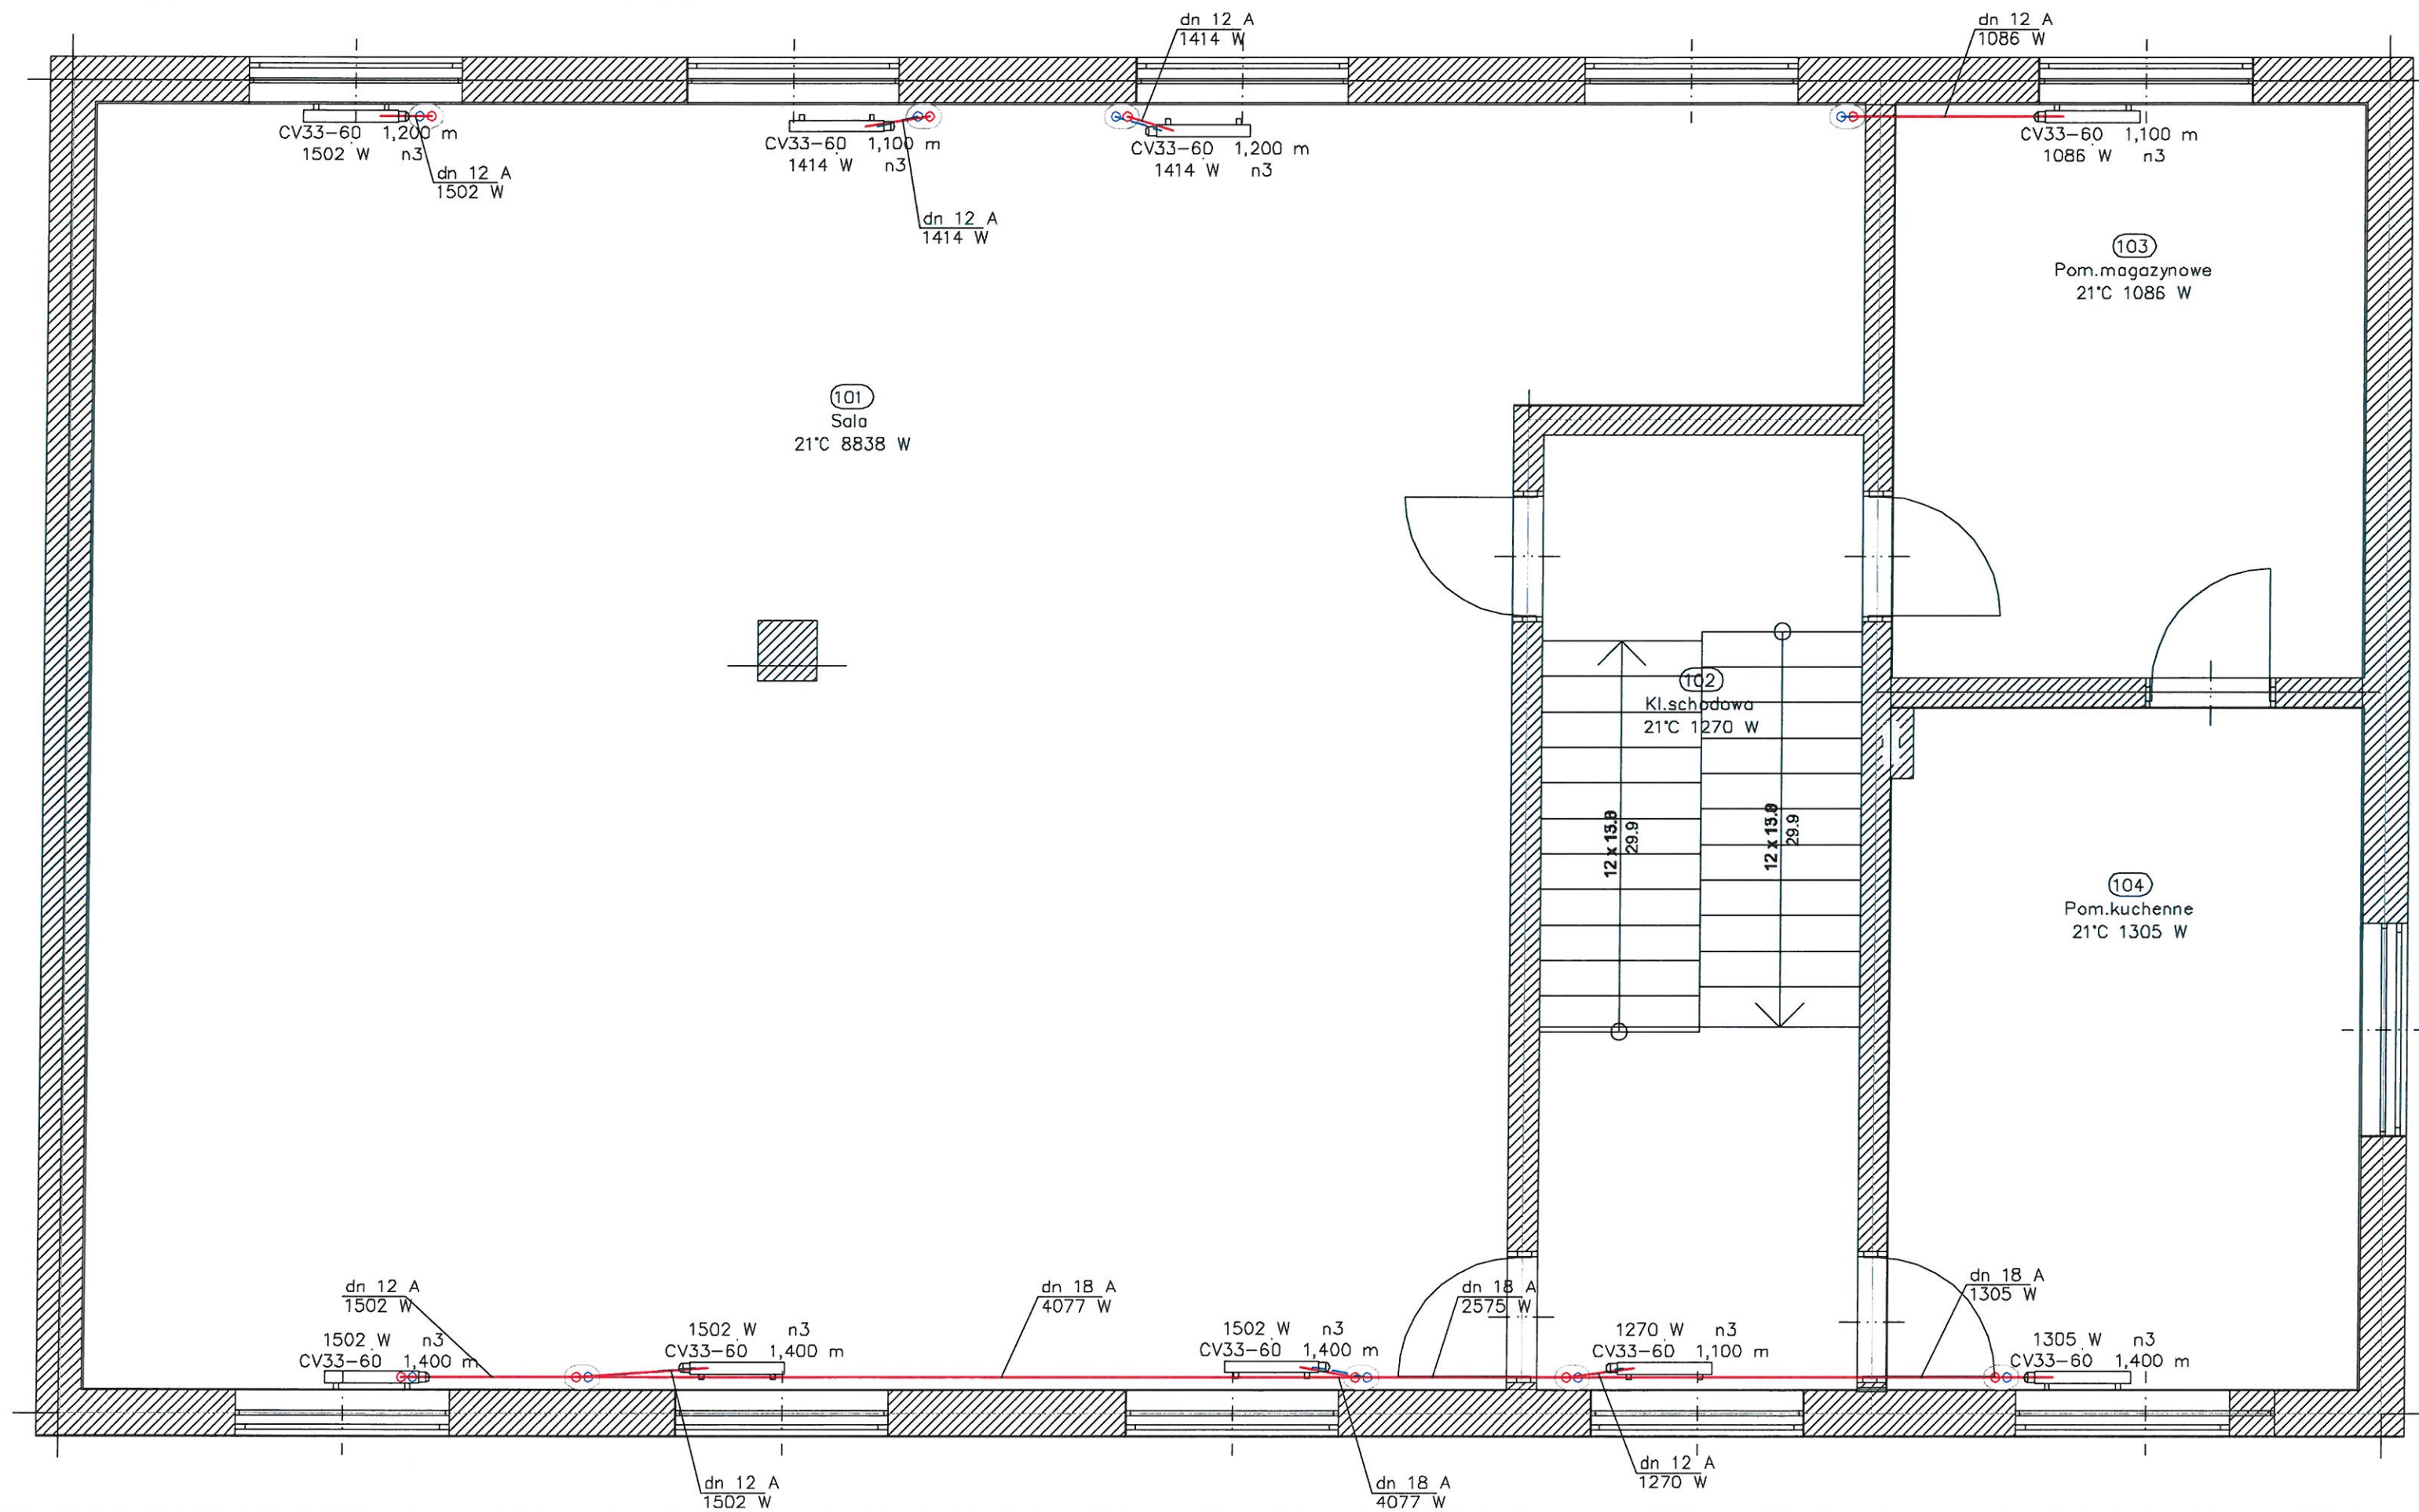 dn 12 A
1414 W
dn 12 A
1086 W
CV33-60 1,200 m
1502 W n3
dn 12 A
1502 W
CV33-60 1,100 m
1414 W n3
dn 12 A
1414 W
CV33-60 1,200 m
1414 W n3
CV33-60 1,100 m
1086 W n3
103
Pom.magazynowe
21°C 1086 W
101
Sala
21°C 8838 W
102
Kl.schodowa
21°C 1270 W
12 x
29.9
12 x
29.9
104
Pom.kuchenne
21°C 1305 W
dn 12 A
1502 W
dn 18 A
4077 W
dn 18 A
2575 W
dn 18 A
1305 W
1502 W n3
CV33-60 1,400 m
1502 W n3
CV33-60 1,400 m
1502 W n3
CV33-60 1,400 m
1270 W n3
CV33-60 1,100 m
1305 W n3
CV33-60 1,400 m
dn 12 A
1502 W
dn 18 A
4077 W
dn 12 A
1270 W